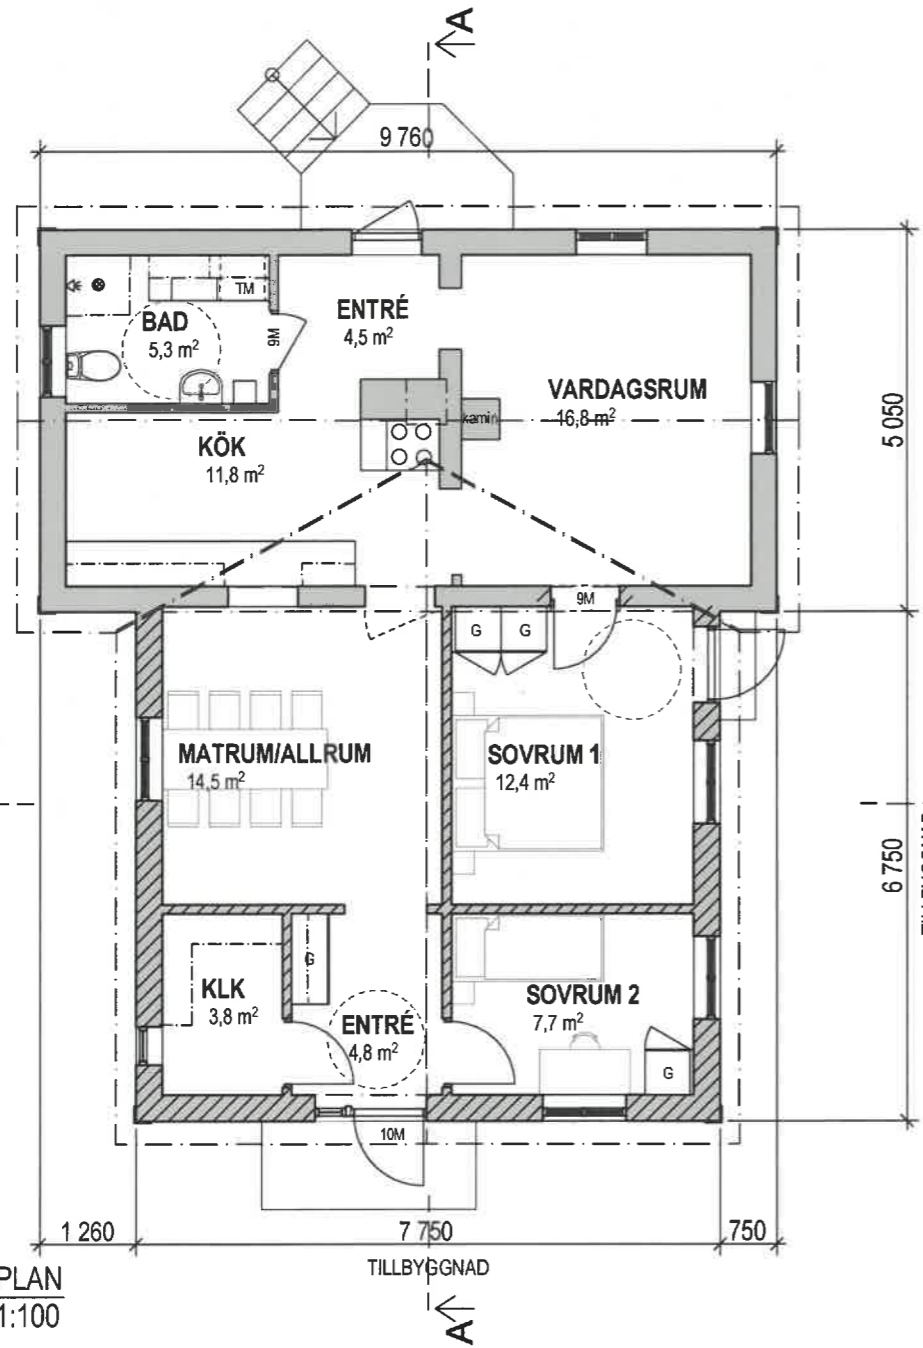 A
9 760
TM
BAD
5,3 m²
9M
ENTRÉ
4,5 m²
VARDAGSRUM
16,8 m²
kamin
KÖK
11,8 m²
5 050
9M
G G
MATRUM/ALLRUM
14,5 m²
SOVRUM 1
12,4 m²
6 750
G
KLK
3,8 m²
ENTRÉ
4,8 m²
SOVRUM 2
7,7 m²
G
10M
1 260
7 750
750
TILLBYGGNAD
PLAN
1:100
A